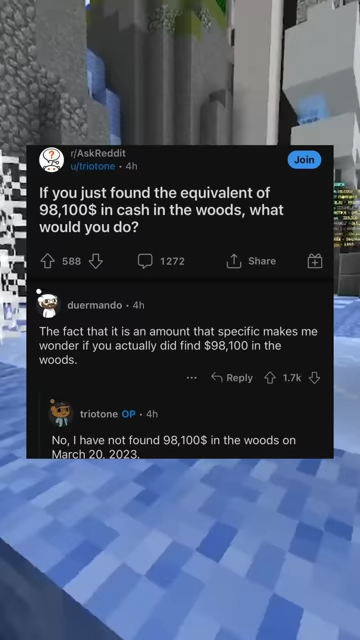 r/AskReddit
u/triotone • 4h
Join
If you just found the equivalent of
98,100$ in cash in the woods, what
would you do?
588
1272
Share
duermando • 4h
The fact that it is an amount that specific makes me
wonder if you actually did find $98,100 in the
woods.
Reply
1.7k
triotone OP • 4h
No, I have not found 98,100$ in the woods on
March 20, 2023.